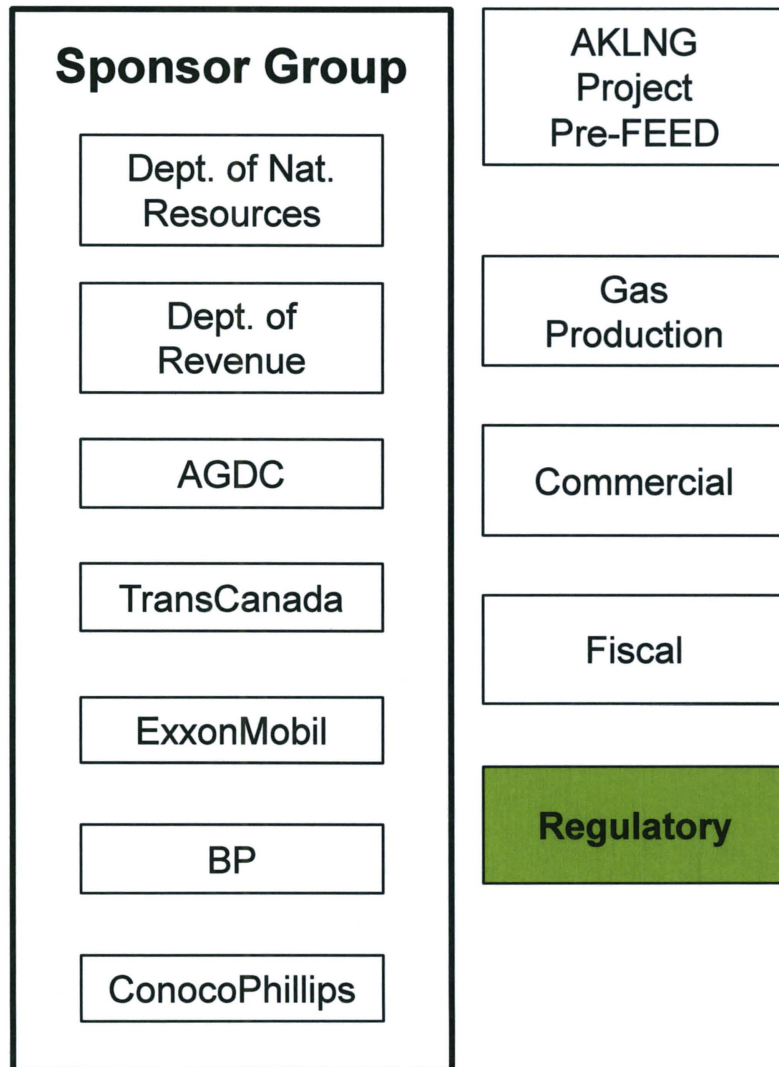 Sponsor Group
Dept. of Nat.
Resources
Dept. of
Revenue
AGDC
TransCanada
ExxonMobil
BP
ConocoPhillips
AKLNG
Project
Pre-FEED
Gas
Production
Commercial
Fiscal
Regulatory